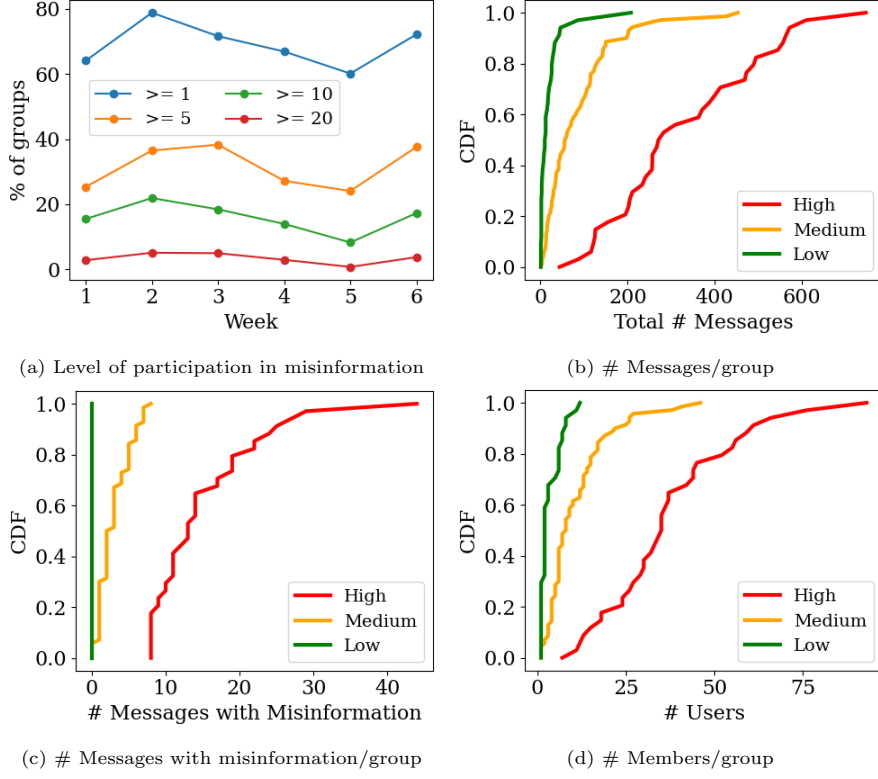 80
60
40
20
0
% of groups
>= 1
>= 5
>= 10
>= 20
1 2 3 4 5 6
Week
(a) Level of participation in misinformation
1.0
0.8
0.6
0.4
0.2
0.0
CDF
High
Medium
Low
0 200 400 600
Total # Messages
(b) # Messages/group
1.0
0.8
0.6
0.4
0.2
0.0
CDF
High
Medium
Low
0 10 20 30 40
# Messages with Misinformation
(c) # Messages with misinformation/group
1.0
0.8
0.6
0.4
0.2
0.0
CDF
High
Medium
Low
0 25 50 75
# Users
(d) # Members/group